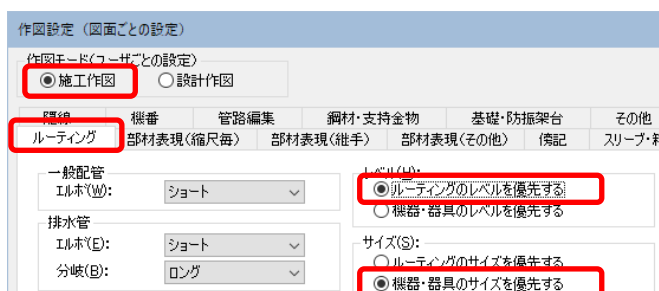 作図設定（図面ごとの設定）
作図モード(ユーザごとの設定)
施工作図 設計作図
隠線 機番 管路編集 鋼材・支持金物 基礎・防振架台 その他
ルーティング 部材表現(縮尺毎) 部材表現(継手) 部材表現(その他) 傍記 スリーブ・
一般配管
エルボ(W): ショート
排水管
エルボ(E): ショート
分岐(B): ロング
レベル(H):
ルーティングのレベルを優先する
機器・器具のレベルを優先する
サイズ(S):
ルーティングのサイズを優先する
機器・器具のサイズを優先する